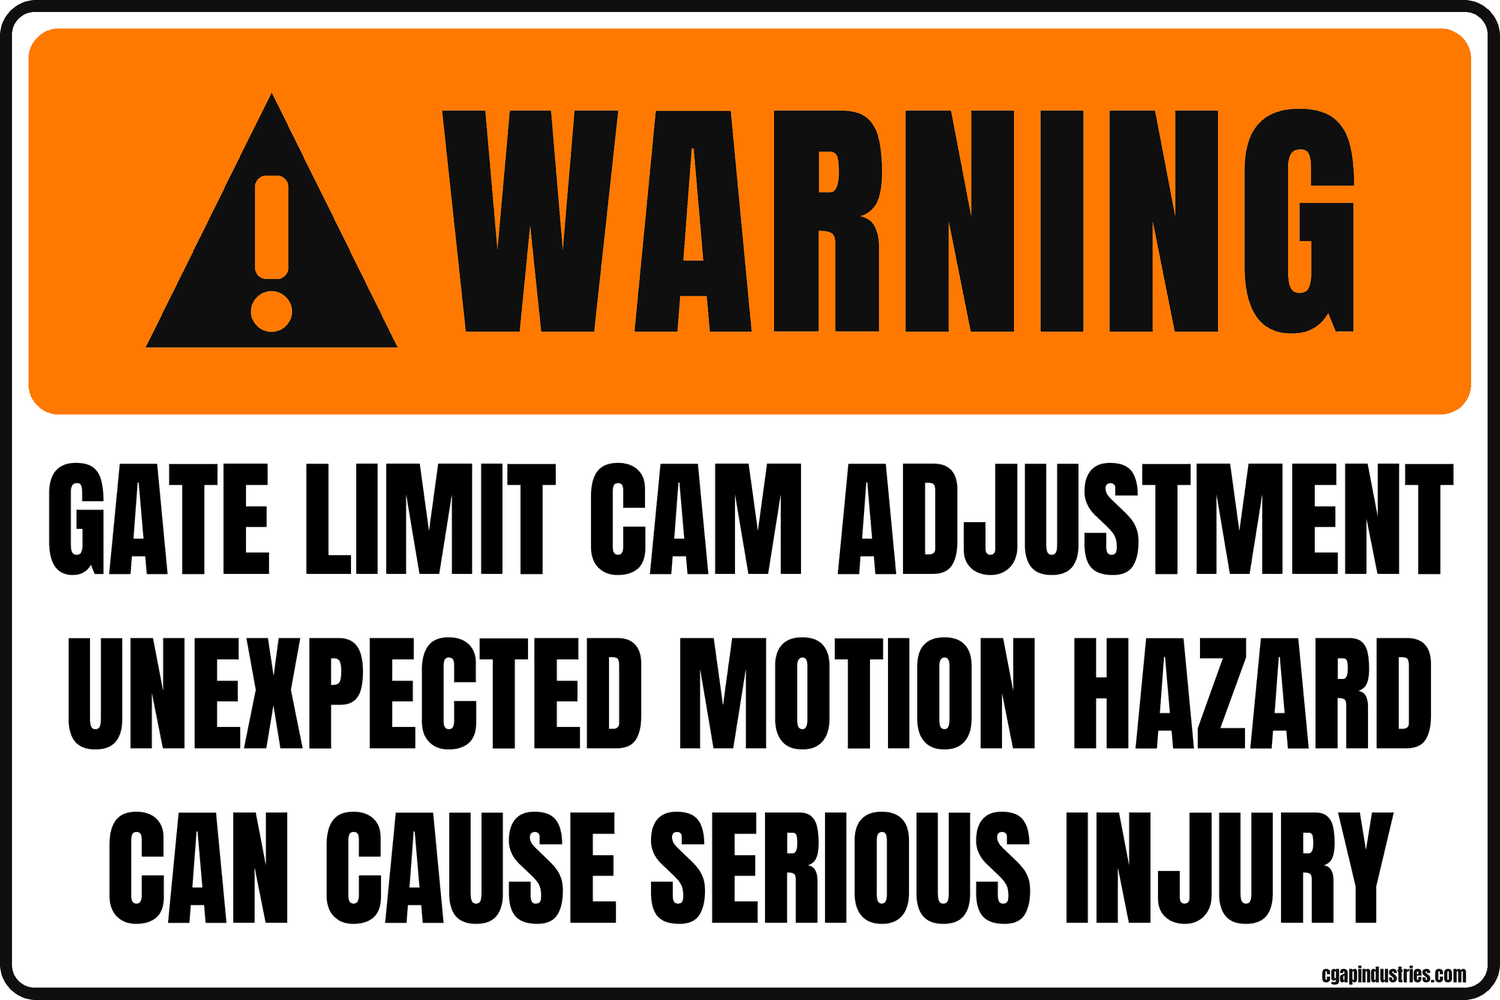 WARNING
GATE LIMIT CAM ADJUSTMENT
UNEXPECTED MOTION HAZARD
CAN CAUSE SERIOUS INJURY
cgapindustries.com